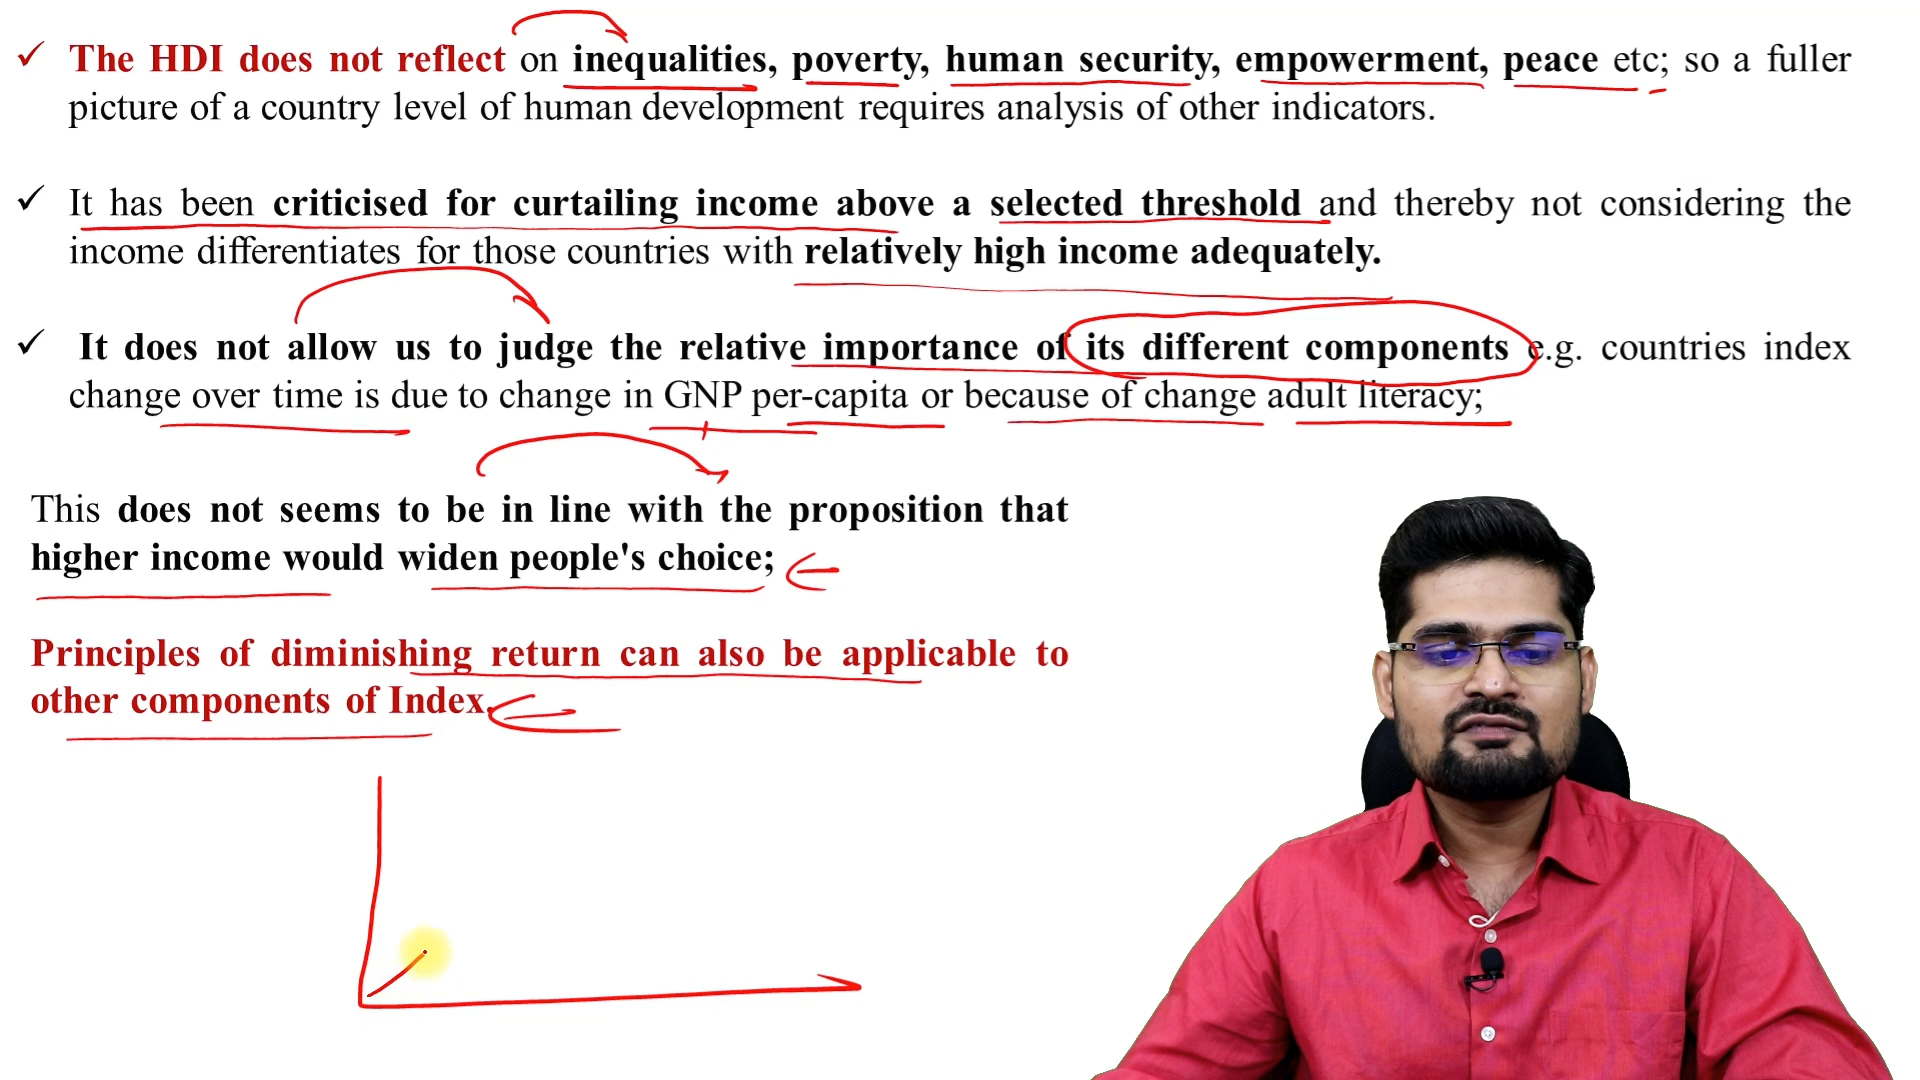 ✓ The HDI does not reflect on inequalities, poverty, human security, empowerment, peace etc; so a fuller
picture of a country level of human development requires analysis of other indicators.
✓ It has been criticised for curtailing income above a selected threshold and thereby not considering the
income differentiates for those countries with relatively high income adequately.
✓ It does not allow us to judge the relative importance of its different components e.g. countries index
change over time is due to change in GNP per-capita or because of change adult literacy;
This does not seems to be in line with the proposition that
higher income would widen people's choice;
Principles of diminishing return can also be applicable to
other components of Index.